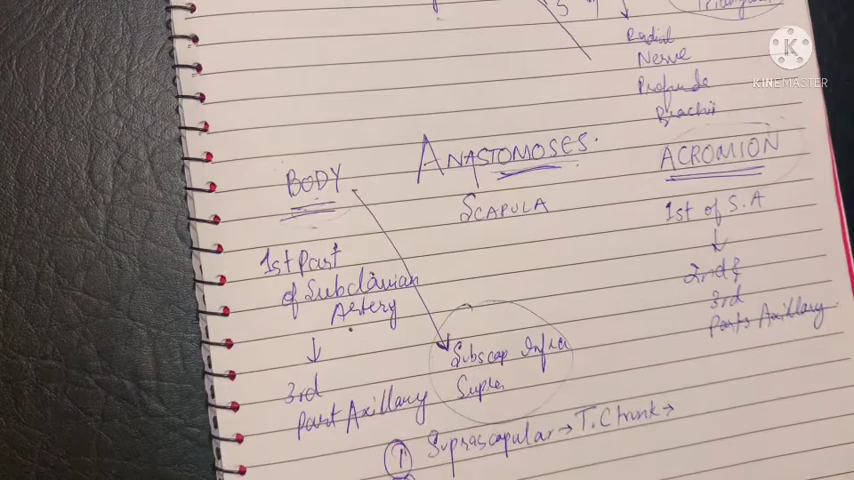 Triangular
Radial
Nerve
Profunda
Brachii
KINEMASTER
ANASTOMOSES.
SCAPULA
BODY
1st Part
of Subclavian
Artery
↓
3rd
Part Axillary
Subscap Infra
Supra
ACROMION
1st of S.A
↓
2nd &
3rd
Parts Axillary
① Suprascapular → T.C trunk →